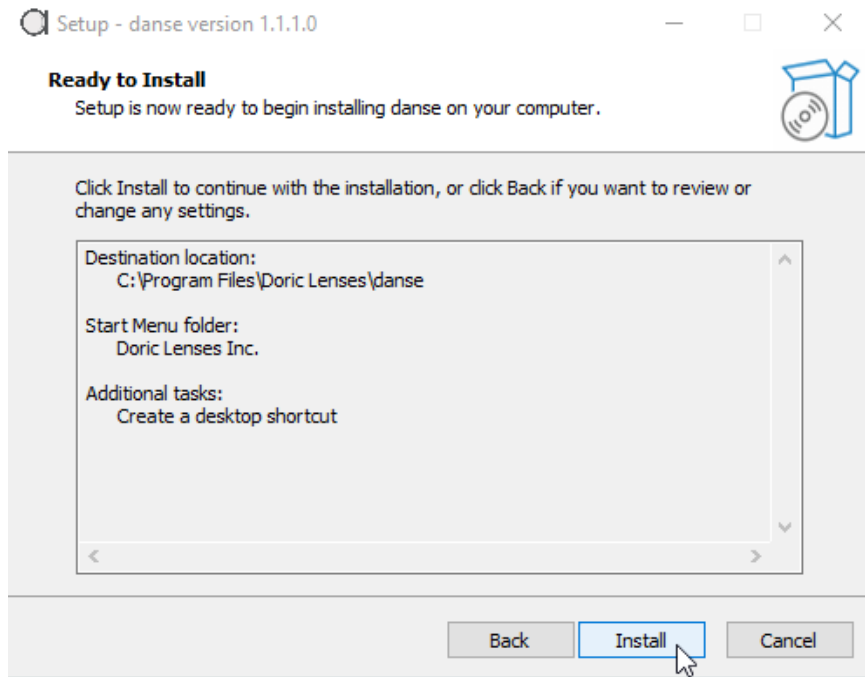 Setup - danse version 1.1.1.0
Ready to Install
Setup is now ready to begin installing danse on your computer.
Click Install to continue with the installation, or click Back if you want to review or
change any settings.
Destination location:
C:\Program Files\Doric Lenses\danse
Start Menu folder:
Doric Lenses Inc.
Additional tasks:
Create a desktop shortcut
Back Install Cancel